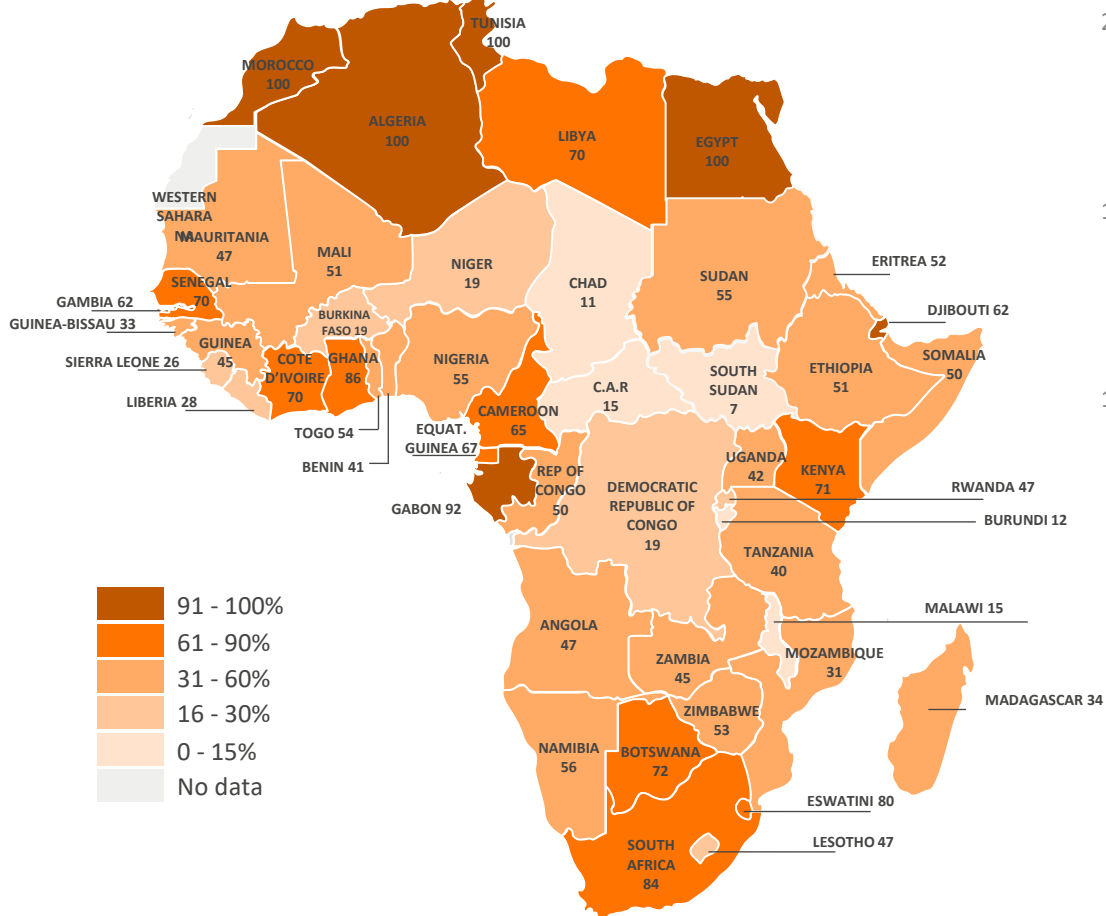 TUNISIA
100
MOROCCO
100
ALGERIA
100
LIBYA
70
EGYPT
100
WESTERN
SAHARA
NA
MAURITANIA
47
MALI
51
NIGER
19
CHAD
11
SUDAN
55
ERITREA 52
SENEGAL
70
GAMBIA 62
GUINEA-BISSAU 33
BURKINA
FASO 19
DJIBOUTI 62
GUINEA
45
SIERRA LEONE 26
COTE
D'IVOIRE
70
GHANA
86
NIGERIA
55
SOUTH
SUDAN
7
ETHIOPIA
51
SOMALIA
50
C.A.R
15
LIBERIA 28
TOGO 54
BENIN 41
CAMEROON
65
EQUAT.
GUINEA 67
GABON 92
REP OF
CONGO
50
DEMOCRATIC
REPUBLIC OF
CONGO
19
UGANDA
42
KENYA
71
RWANDA 47
BURUNDI 12
TANZANIA
40
MALAWI 15
ANGOLA
47
ZAMBIA
45
MOZAMBIQUE
31
MADAGASCAR 34
ZIMBABWE
53
NAMIBIA
56
BOTSWANA
72
ESWATINI 80
LESOTHO 47
SOUTH
AFRICA
84
91 - 100%
61 - 90%
31 - 60%
16 - 30%
0 - 15%
No data